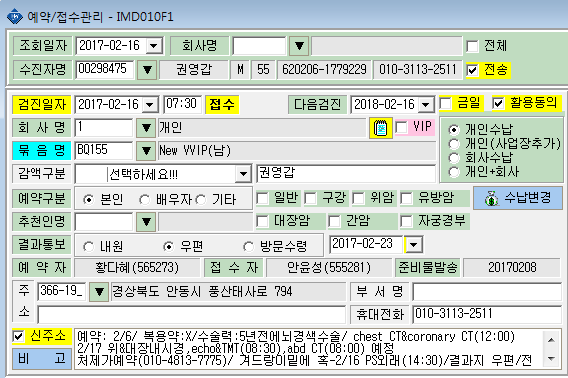 예약/접수관리 - IMD010F1
조회일자 2017-02-16 회사명 전체
수진자명 00298475 권영갑 M 55 620206-1779229 010-3113-2511 전송
검진일자 2017-02-16 07:30 접수 다음검진 2018-02-16 금일 활용동의
회 사 명 1 개인 VIP 개인수납
묶 음 명 BQ155 New VVIP(남) 개인(사업장추가)
감액구분 선택하세요!!! 권영갑 회사수납
개인+회사
예약구분 본인 배우자 기타 일반 구강 위암 유방암 수납변경
추천인명 대장암 간암 자궁경부
결과통보 내원 우편 방문수령 2017-02-23
예 약 자 황다혜(565273) 접 수 자 안윤성(555281) 준비물발송 20170208
주 366-19_ 경상북도 안동시 풍산태사로 794 부 서 명
소 휴대전화 010-3113-2511
신주소 예약: 2/6/ 복용약:X/수술력:5년전에뇌경색수술/ chest CT&coronary CT(12:00)
2/17 위&대장내시경,echo&TMT(08:30),abd CT(08:00) 예정
비 고 처제가예약(010-4813-7775)/ 겨드랑이밑에 혹-2/16 PS외래(14:30)/결과지 우편/전